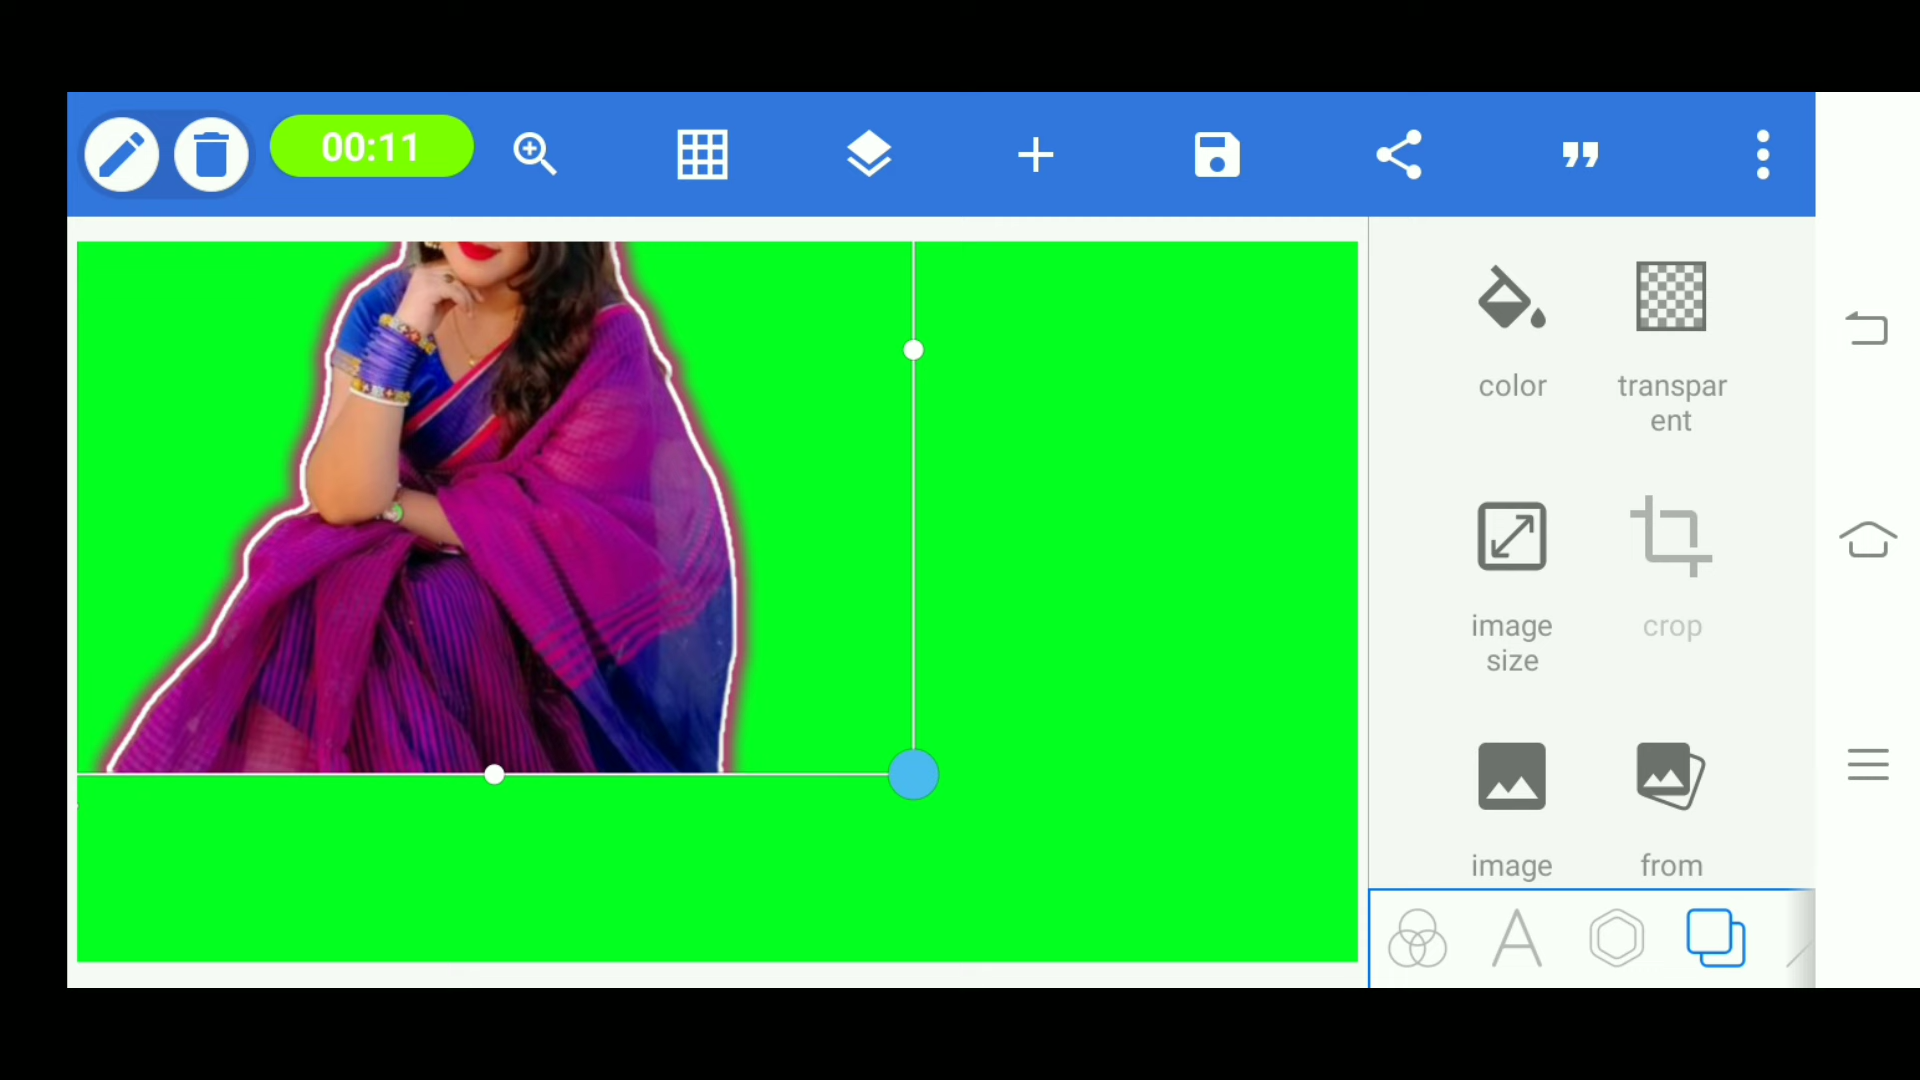 00:11
color
transpar
ent
image
size
crop
image
from